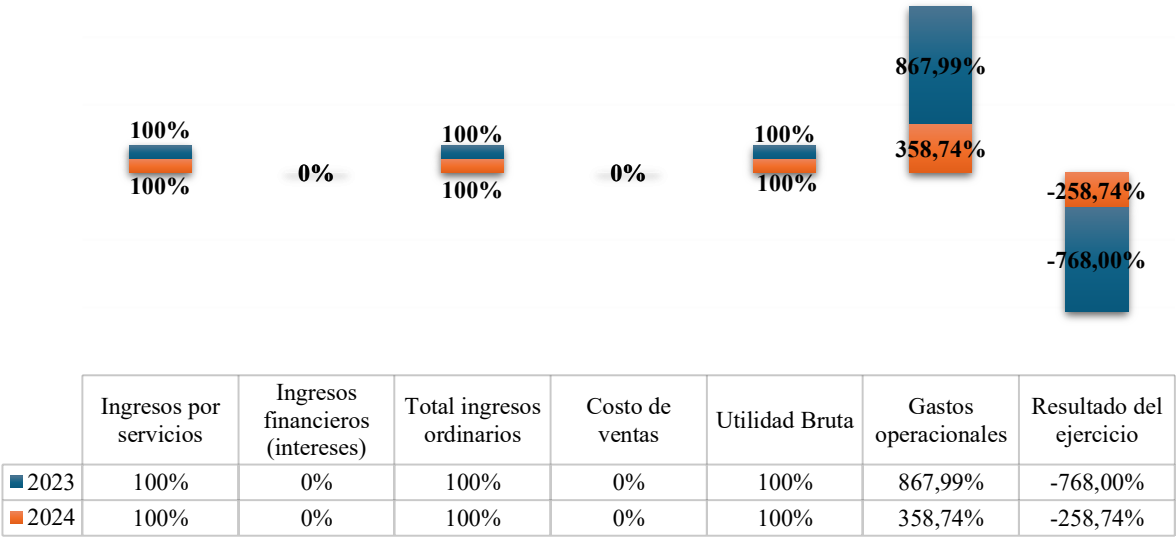 867,99%
100%
100%
100%
358,74%
0%
0%
100%
100%
100%
-258,74%
-768,00%
Ingresos por
servicios
Ingresos
financieros
(intereses)
Total ingresos
ordinarios
Costo de
ventas
Utilidad Bruta
Gastos
operacionales
Resultado del
ejercicio
2023 100% 0% 100% 0% 100% 867,99% -768,00%
2024 100% 0% 100% 0% 100% 358,74% -258,74%